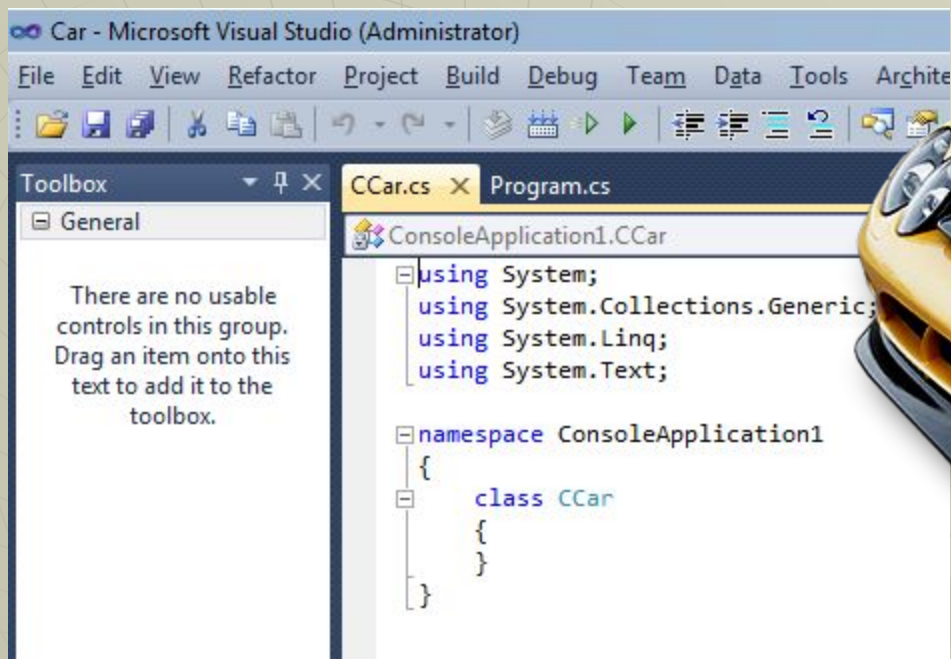 Car - Microsoft Visual Studio (Administrator)
File Edit View Refactor Project Build Debug Team Data Tools
Toolbox
CCar.cs Program.cs
General
ConsoleApplication1.CCar
There are no usable
controls in this group.
Drag an item onto this
text to add it to the
toolbox.
using System;
using System.Collections.Generic;
using System.Linq;
using System.Text;
namespace ConsoleApplication1
{
class CCar
{
}
}